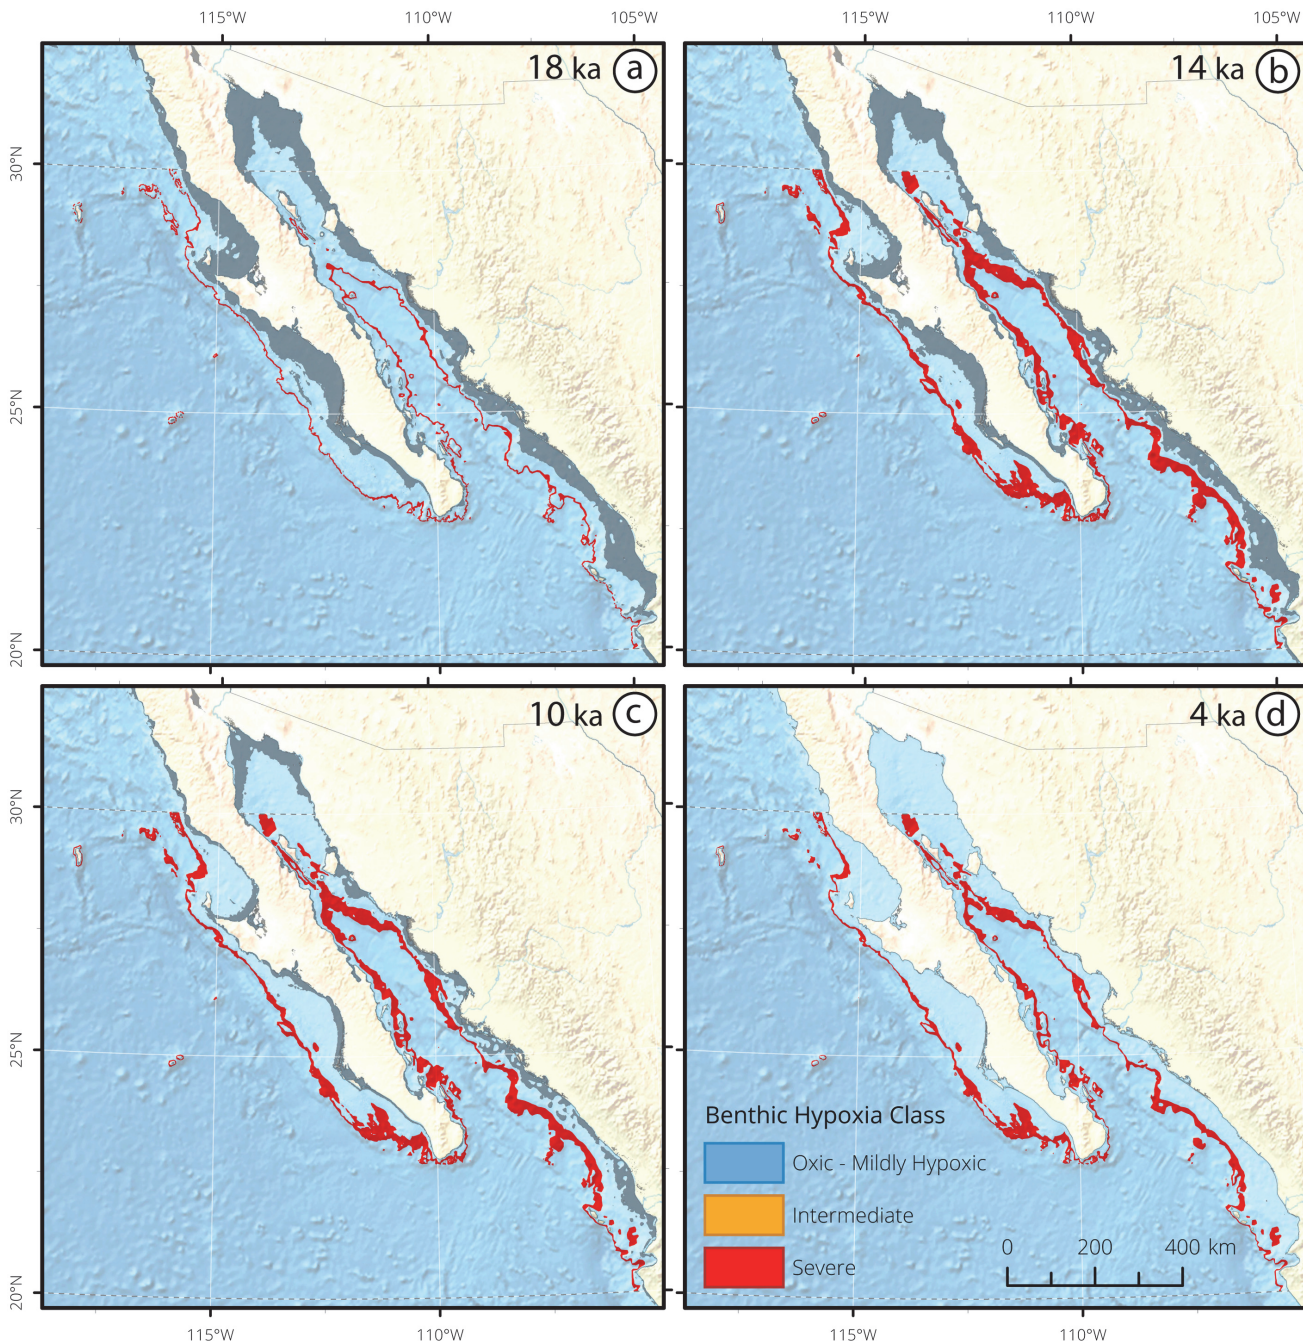 115°W 110°W 105°W 115°W 110°W 105°W
18 ka a
14 ka b
30°N
25°N
20°N
10 ka c
4 ka d
30°N
25°N
20°N
Benthic Hypoxia Class
Oxic - Mildly Hypoxic
Intermediate
Severe
0 200 400 km
115°W 110°W 115°W 110°W